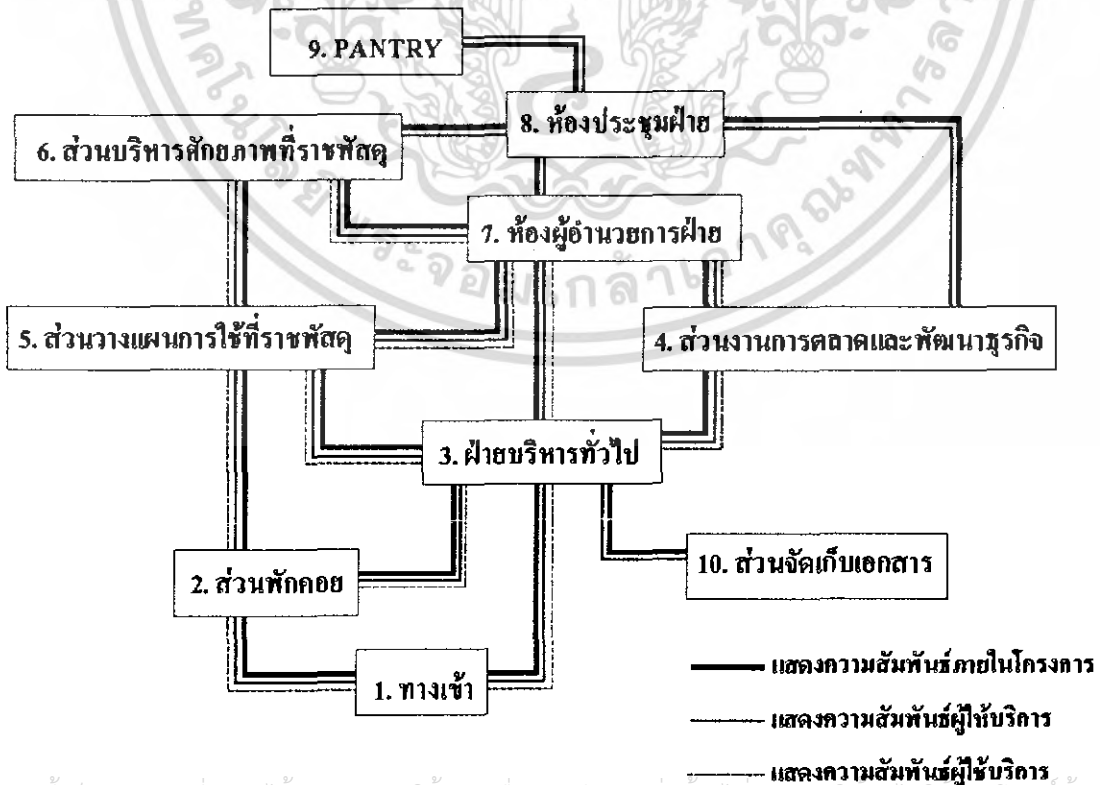 9. PANTRY
8. ห้องประชุมฝ่าย
6. ส่วนบริหารศักยภาพที่ราชพัสดุ
7. ห้องผู้อำนวยการฝ่าย
5. ส่วนวางแผนการใช้ที่ราชพัสดุ
4. ส่วนงานการตลาดและพัฒนาธุรกิจ
3. ฝ่ายบริหารทั่วไป
10. ส่วนจัดเก็บเอกสาร
2. ส่วนพักคอย
1. ทางเข้า
แสดงความสัมพันธ์ภายในโครงการ
แสดงความสัมพันธ์ผู้ให้บริการ
แสดงความสัมพันธ์ผู้ใช้บริการ